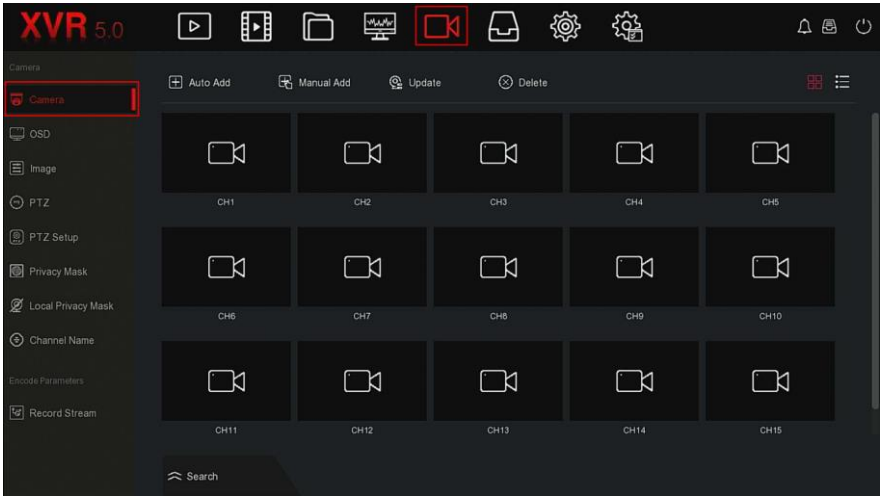 XVR 5.0
Camera
Camera
OSD
Image
PTZ
PTZ Setup
Privacy Mask
Local Privacy Mask
Channel Name
Encode Parameters
Record Stream
Auto Add Manual Add Update Delete
CH1 CH2 CH3 CH4 CH5
CH6 CH7 CH8 CH9 CH10
CH11 CH12 CH13 CH14 CH15
Search